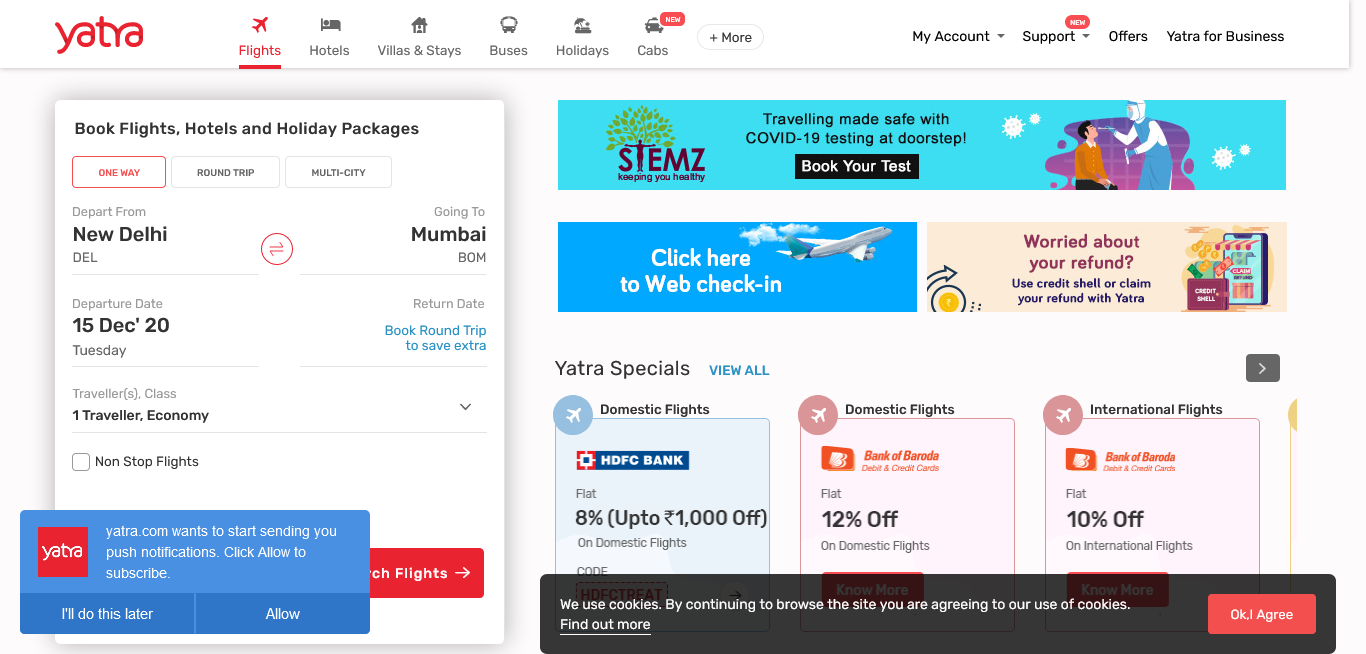 yatra
Flights
Hotels
Villas & Stays
Buses
Holidays
NEW
Cabs
+ More
My Account
NEW
Support
Offers
Yatra for Business
Book Flights, Hotels and Holiday Packages
ONE WAY
ROUND TRIP
MULTI-CITY
Depart From
Going To
New Delhi
Mumbai
DEL
BOM
Departure Date
Return Date
15 Dec' 20
Book Round Trip
to save extra
Tuesday
Traveller(s), Class
1 Traveller, Economy
Non Stop Flights
yatra
yatra.com wants to start sending you
push notifications. Click Allow to
subscribe.
I'll do this later
Allow
rch Flights
STEMZ
keeping you healthy
Travelling made safe with
COVID-19 testing at doorstep!
Book Your Test
Click here
to Web check-in
Worried about
your refund?
Use credit shell or claim
your refund with Yatra
CREDIT
SHELL
CLAIM
REFUND
Yatra Specials
VIEW ALL
Domestic Flights
HDFC BANK
Flat
8% (Upto ₹1,000 Off)
On Domestic Flights
CODE
HDFCTREAT
Domestic Flights
Bank of Baroda
Debit & Credit Cards
Flat
12% Off
On Domestic Flights
Know More
International Flights
Bank of Baroda
Debit & Credit Cards
Flat
10% Off
On International Flights
Know More
We use cookies. By continuing to browse the site you are agreeing to our use of cookies.
Find out more
Ok,I Agree